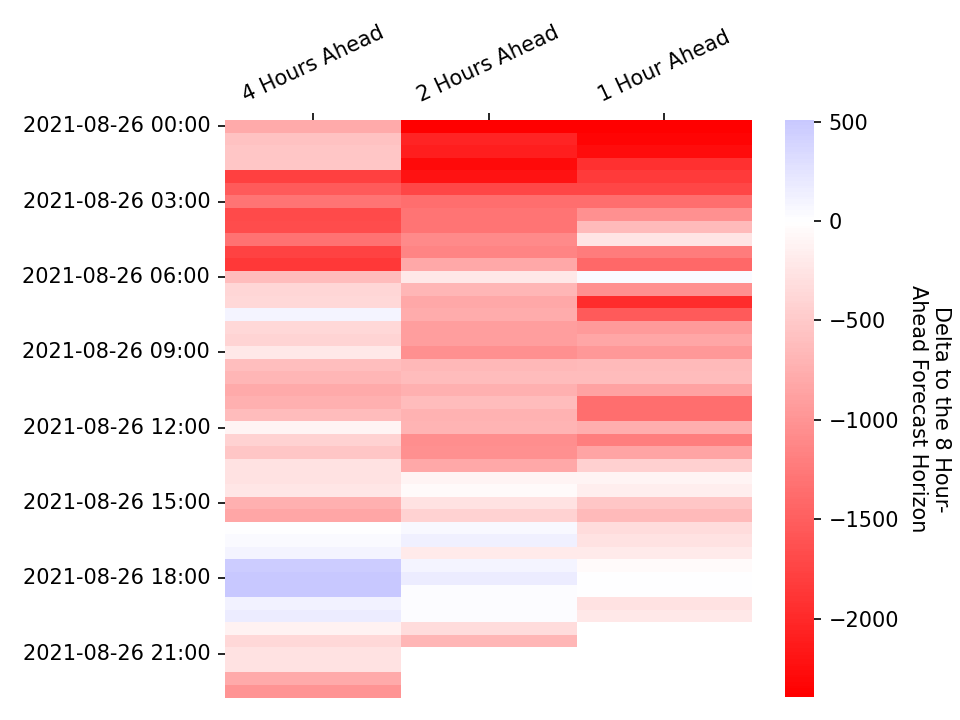 4 Hours Ahead
2 Hours Ahead
1 Hour Ahead
2021-08-26 00:00
2021-08-26 03:00
2021-08-26 06:00
2021-08-26 09:00
2021-08-26 12:00
2021-08-26 15:00
2021-08-26 18:00
2021-08-26 21:00
500
0
−500
−1000
−1500
−2000
Delta to the 8 Hour-
Ahead Forecast Horizon